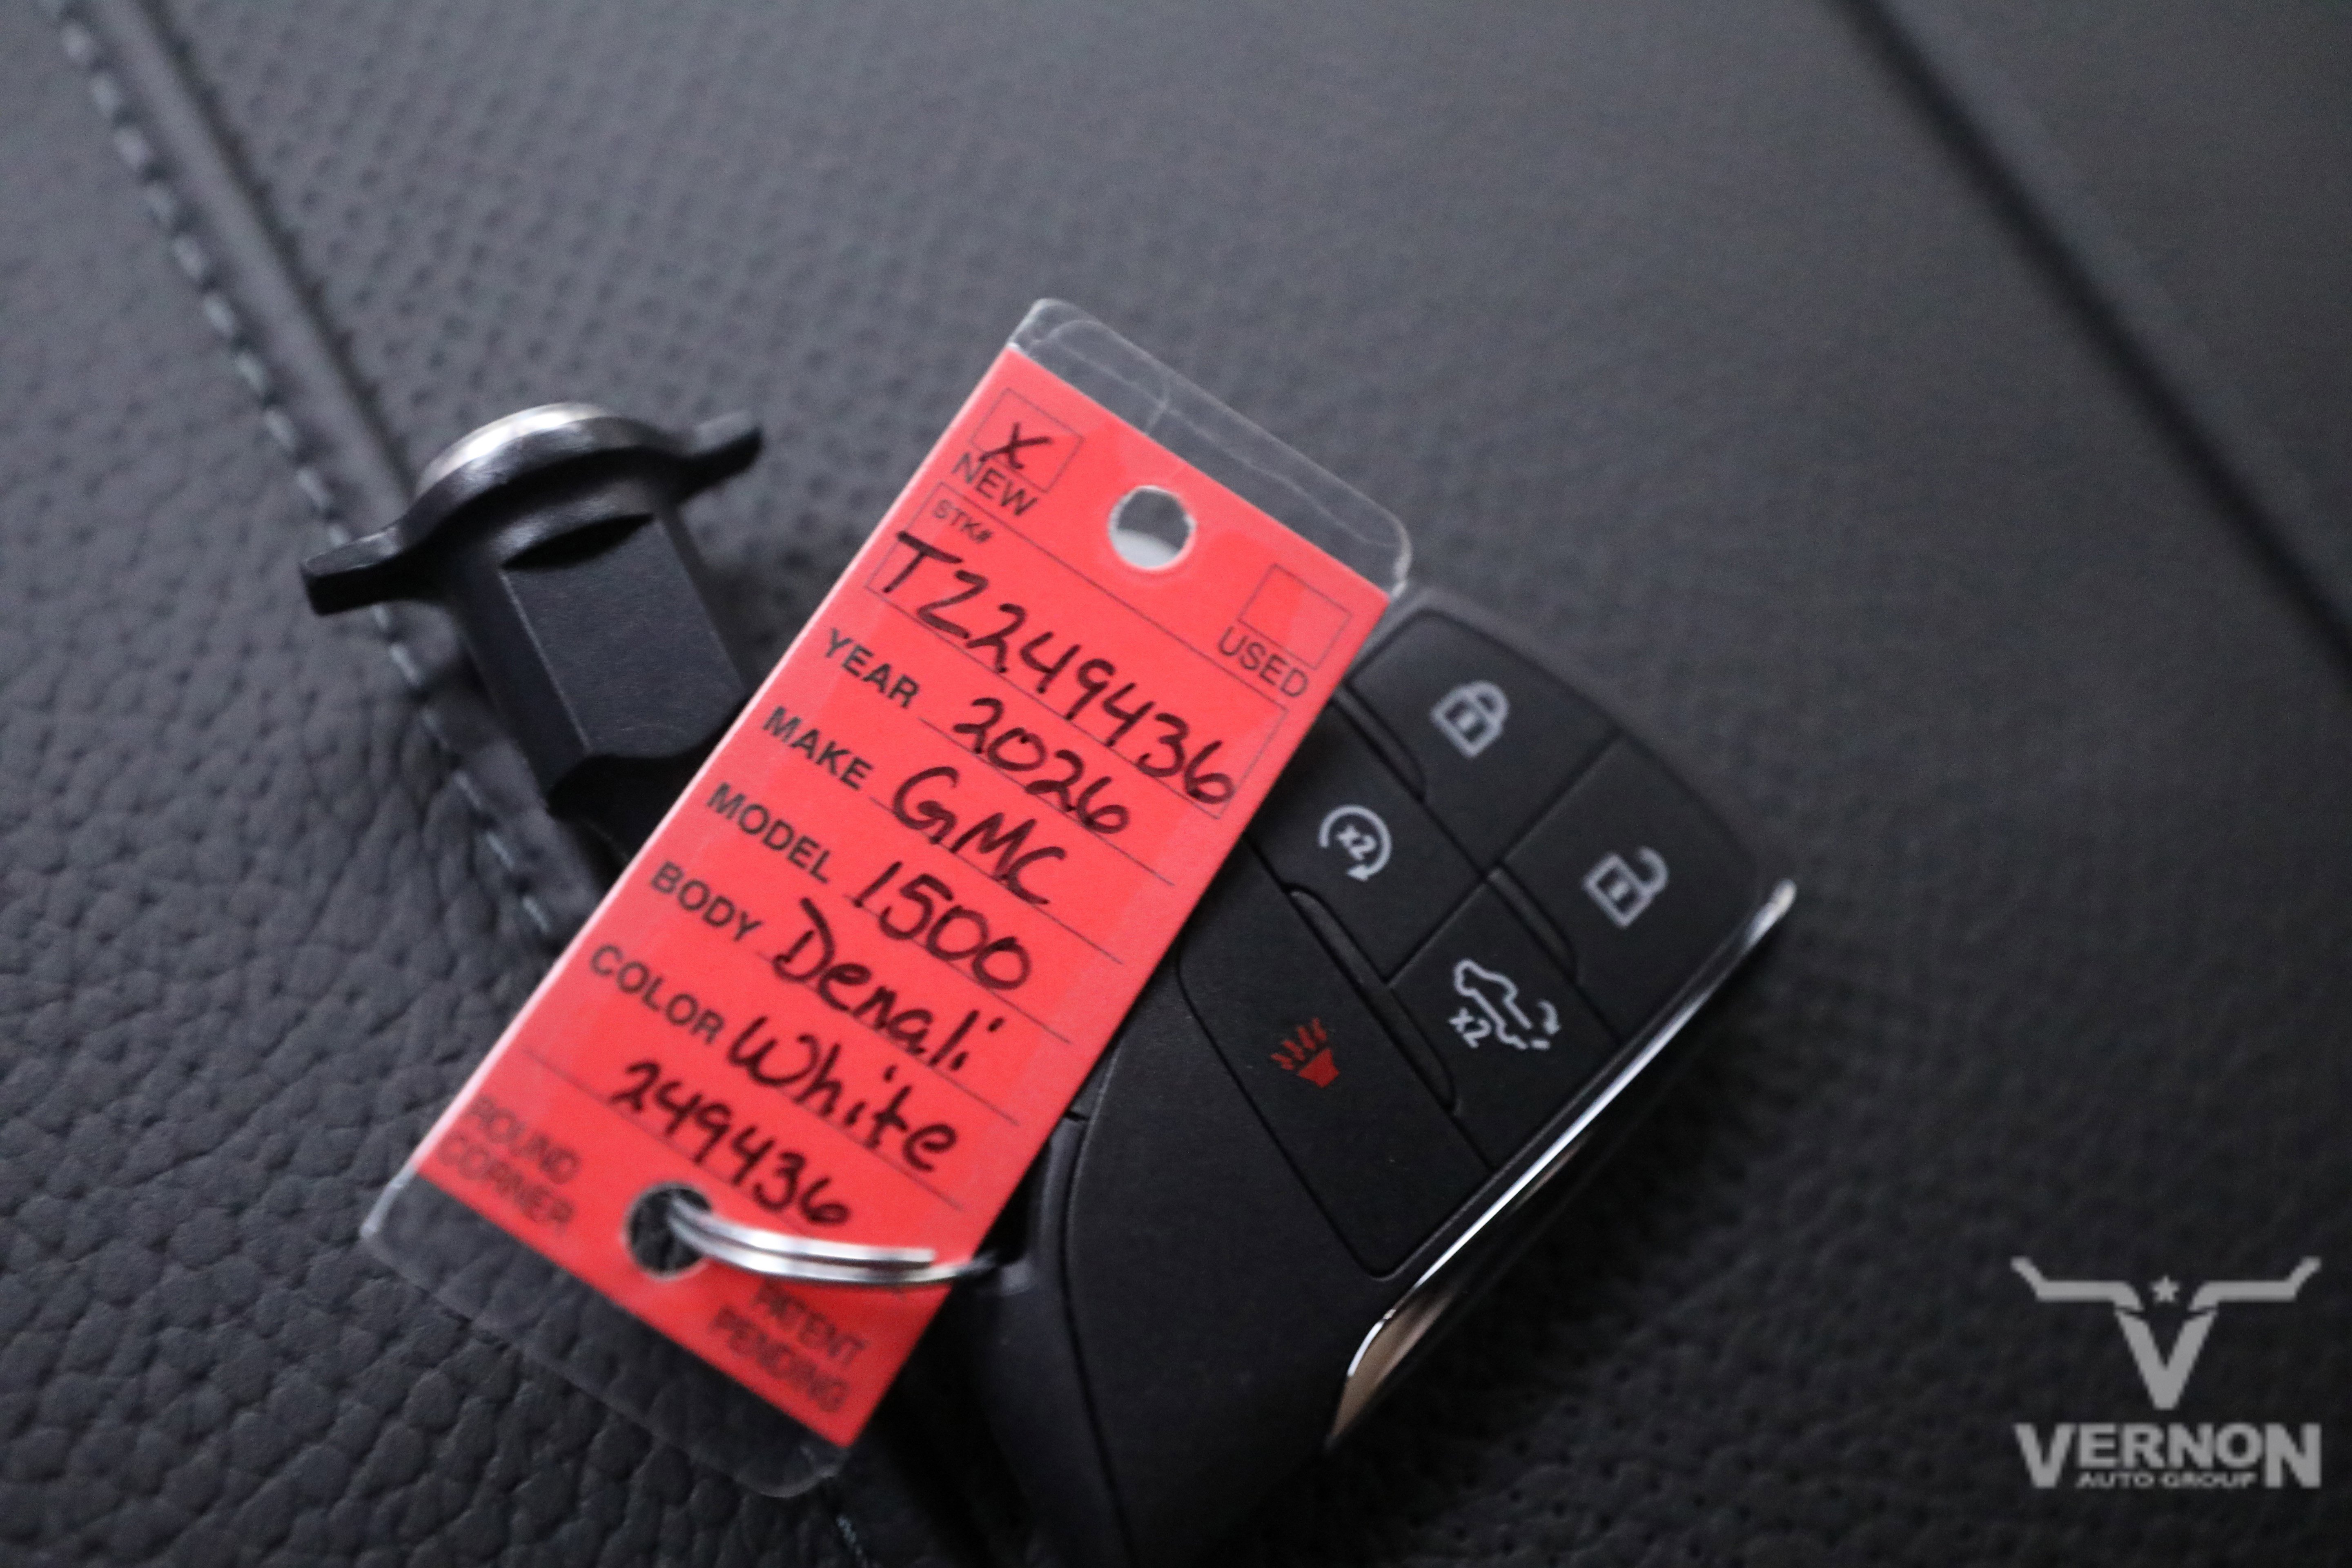 X
NEW
USED
STK#
TZ249436
YEAR 2026
MAKE GMC
MODEL 1500
BODY Denali
COLOR White
249436
ROUND
CORNER
PATENT
PENDING
x2
x2
VERNON
AUTO GROUP